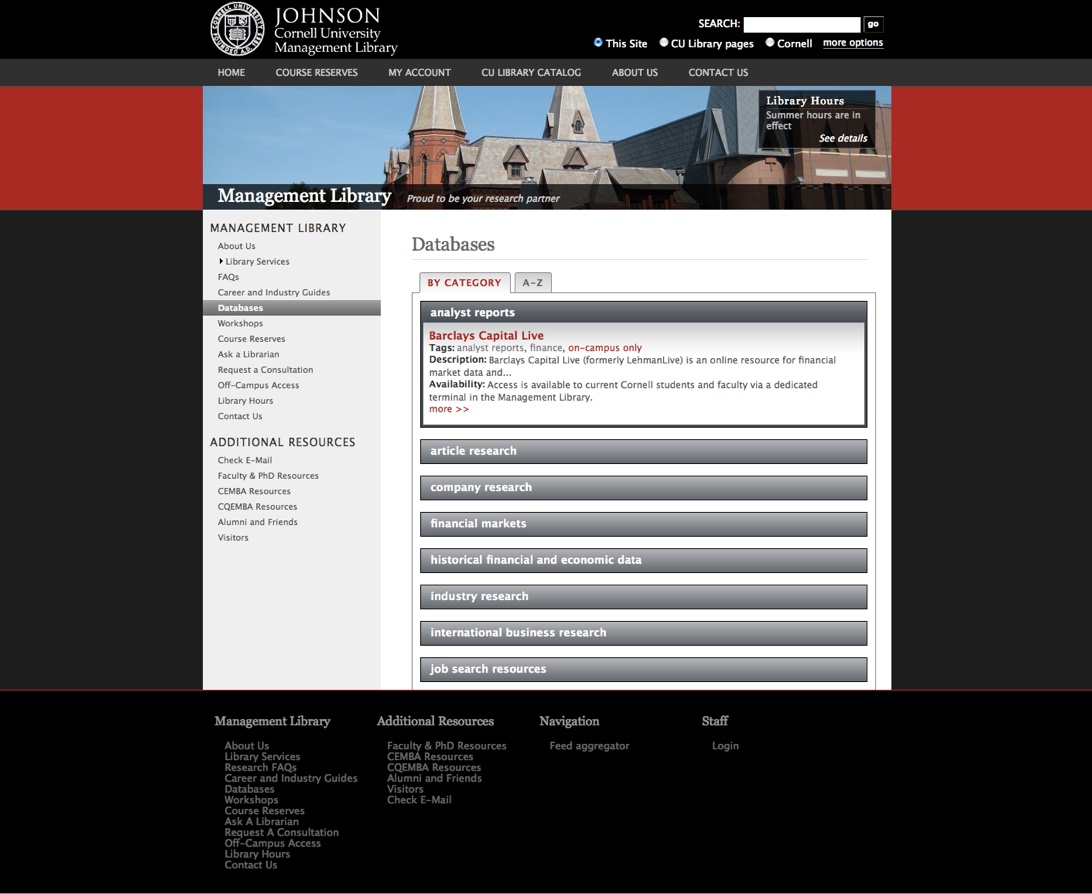 JOHNSON
Cornell University
Management Library
SEARCH: go
This Site CU Library pages Cornell more options
HOME COURSE RESERVES MY ACCOUNT CU LIBRARY CATALOG ABOUT US CONTACT US
Library Hours
Summer hours are in
effect
See details
Management Library Proud to be your research partner
MANAGEMENT LIBRARY
About Us
Library Services
FAQs
Career and Industry Guides
Databases
Workshops
Course Reserves
Ask a Librarian
Request a Consultation
Off-Campus Access
Library Hours
Contact Us
ADDITIONAL RESOURCES
Check E-Mail
Faculty & PhD Resources
CEMBA Resources
CQEMBA Resources
Alumni and Friends
Visitors
Databases
BY CATEGORY A-Z
analyst reports
Barclays Capital Live
Tags: analyst reports, finance, on-campus only
Description: Barclays Capital Live (formerly LehmanLive) is an online resource for financial
market data and...
Availability: Access is available to current Cornell students and faculty via a dedicated
terminal in the Management Library.
more >>
article research
company research
financial markets
historical financial and economic data
industry research
international business research
job search resources
Management Library
About Us
Library Services
Research FAQs
Career and Industry Guides
Databases
Workshops
Course Reserves
Ask A Librarian
Request A Consultation
Off-Campus Access
Library Hours
Contact Us
Additional Resources
Faculty & PhD Resources
CEMBA Resources
CQEMBA Resources
Alumni and Friends
Visitors
Check E-Mail
Navigation
Feed aggregator
Staff
Login